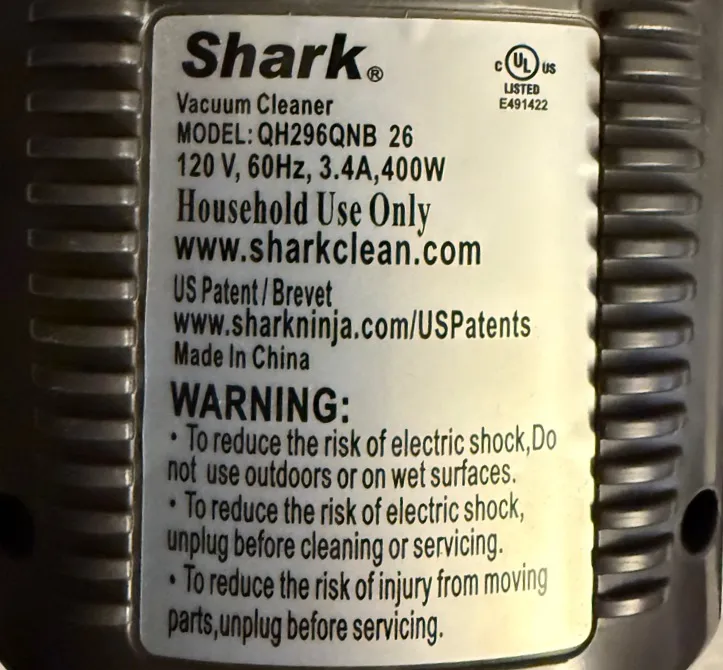 Shark®
c UL us
LISTED
E491422
Vacuum Cleaner
MODEL: QH296QNB 26
120 V, 60Hz, 3.4A,400W
Household Use Only
www.sharkclean.com
US Patent / Brevet
www.sharkninja.com/USPatents
Made In China
WARNING:
• To reduce the risk of electric shock,Do
not use outdoors or on wet surfaces.
• To reduce the risk of electric shock,
unplug before cleaning or servicing.
• To reduce the risk of injury from moving
parts,unplug before servicing.